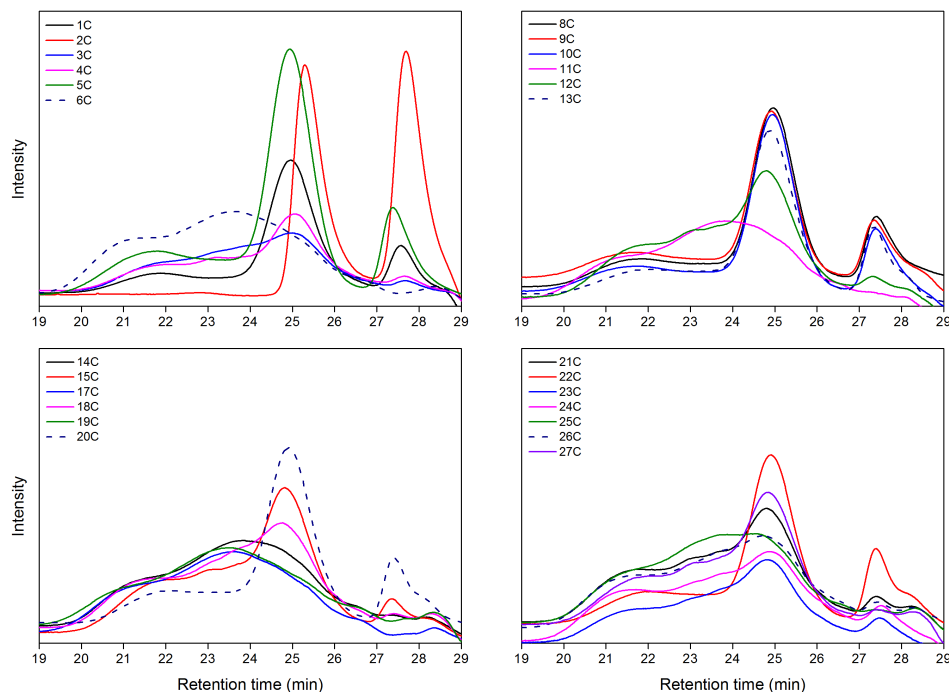 1C
2C
3C
4C
5C
6C
Intensity
19 20 21 22 23 24 25 26 27 28 29
8C
9C
10C
11C
12C
13C
19 20 21 22 23 24 25 26 27 28 29
14C
15C
17C
18C
19C
20C
Intensity
19 20 21 22 23 24 25 26 27 28 29
Retention time (min)
21C
22C
23C
24C
25C
26C
27C
19 20 21 22 23 24 25 26 27 28 29
Retention time (min)